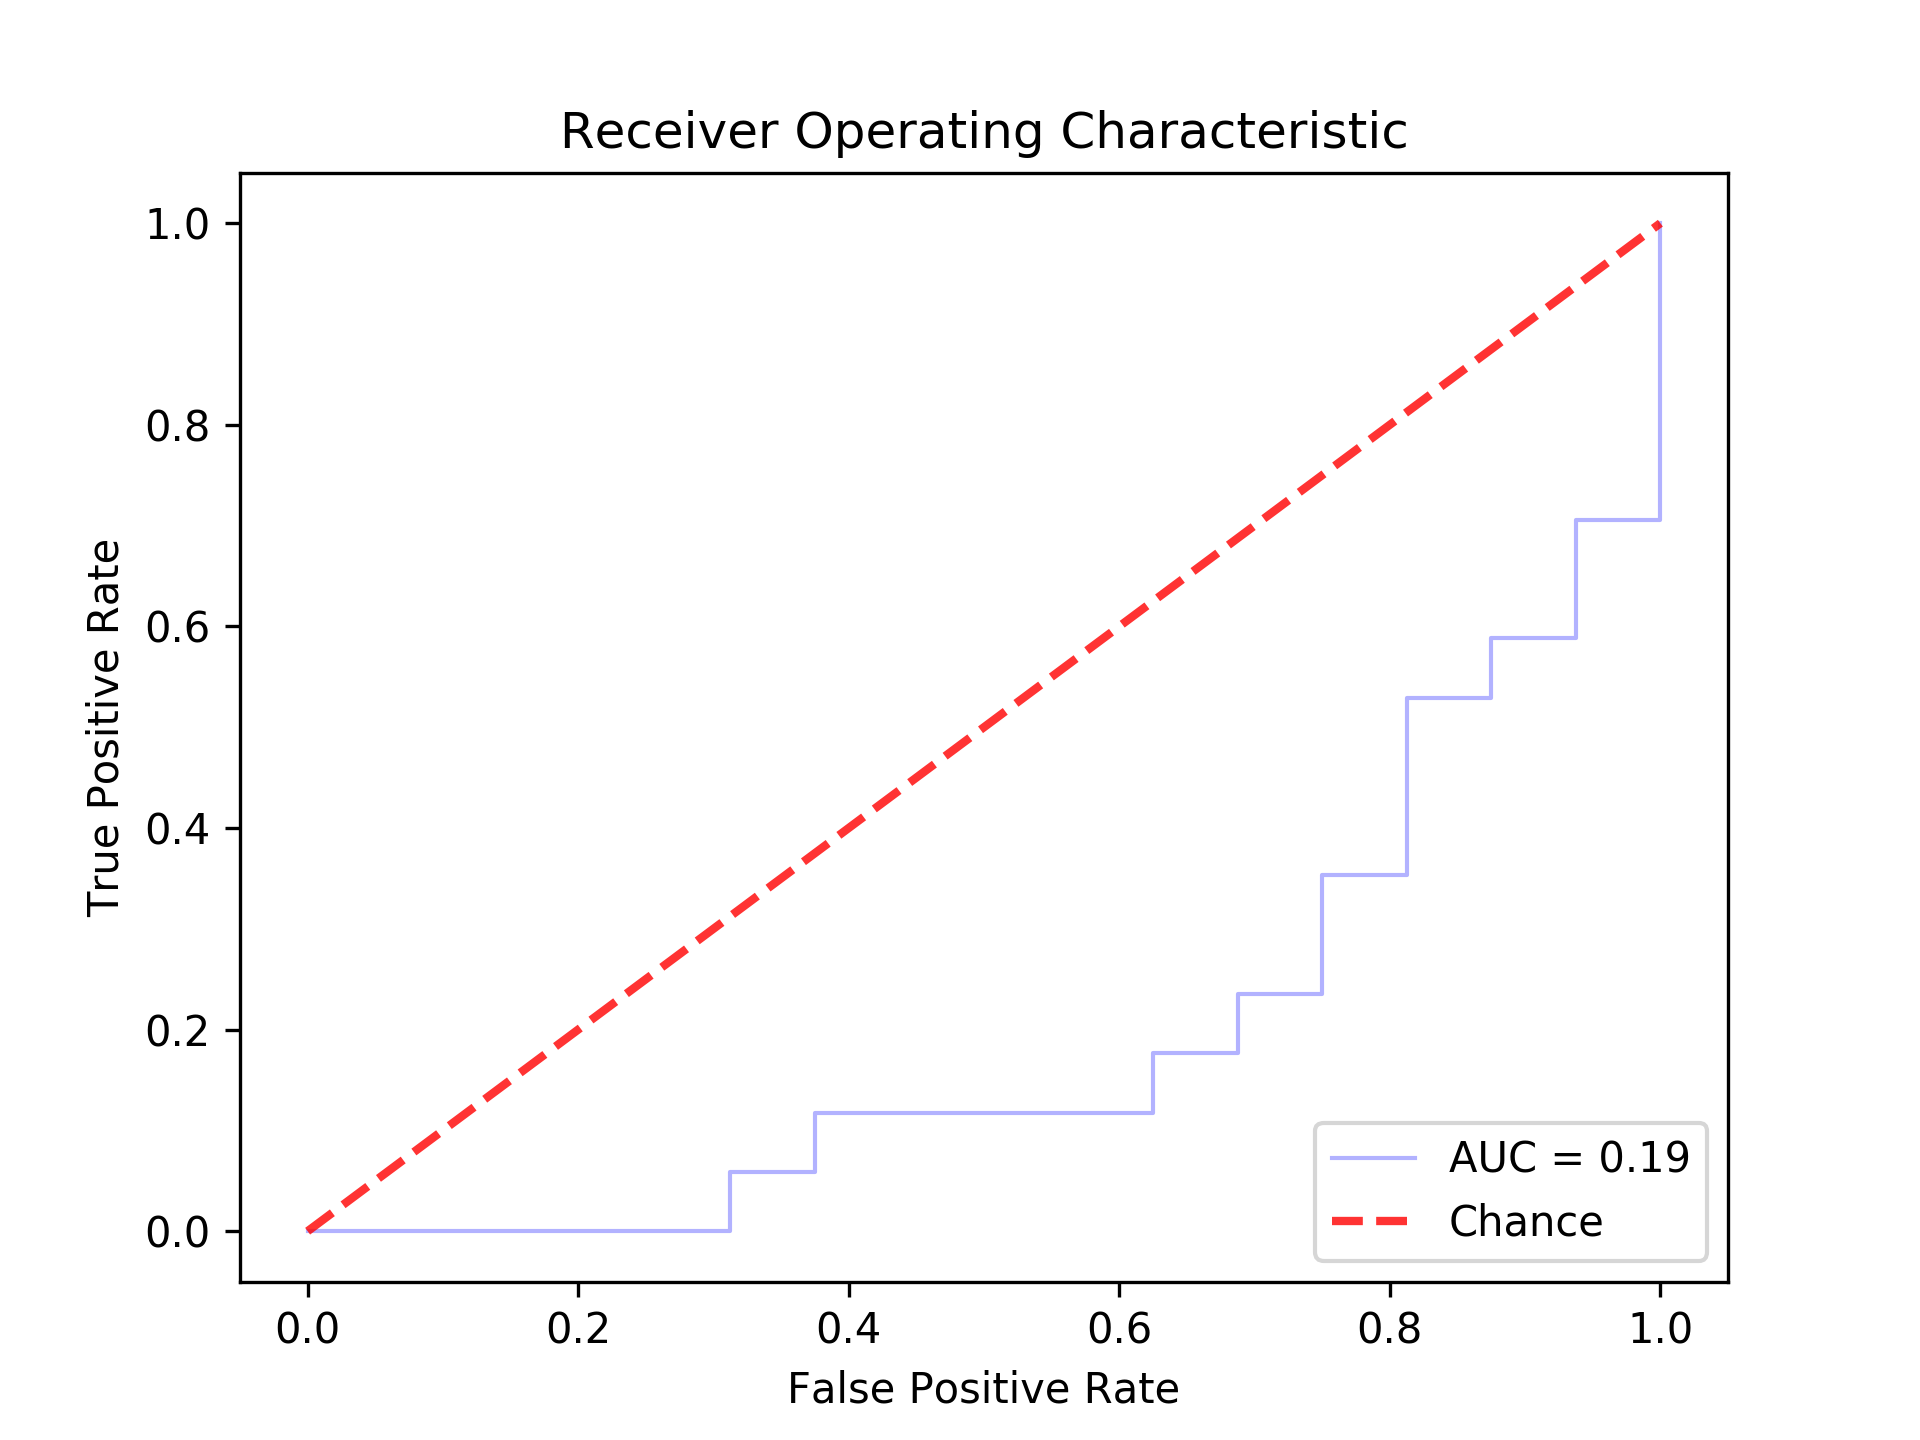 Receiver Operating Characteristic
True Positive Rate
1.0
0.8
0.6
0.4
0.2
0.0
0.0 0.2 0.4 0.6 0.8 1.0
False Positive Rate
AUC = 0.19
Chance